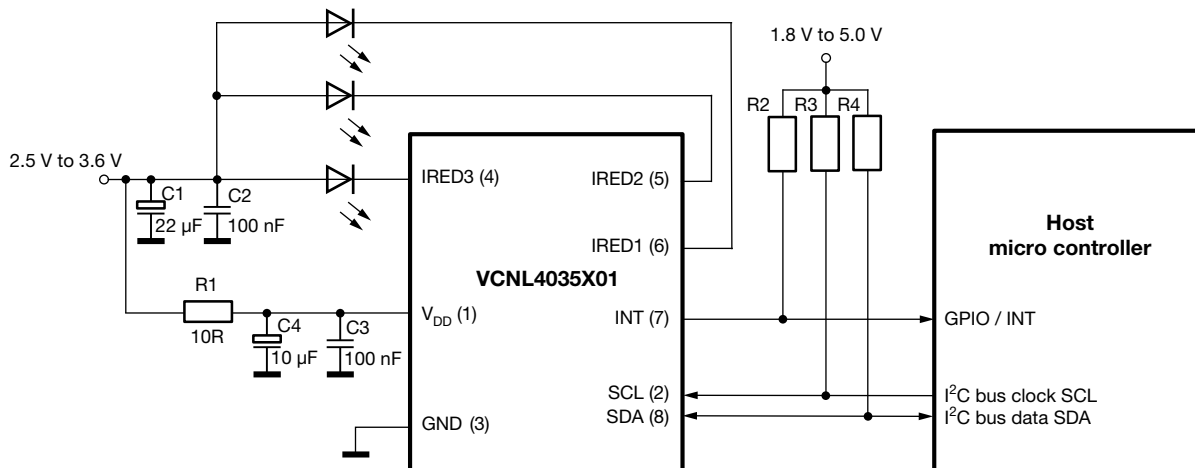 1.8 V to 5.0 V
R2
R3
R4
2.5 V to 3.6 V
C1
22 µF
C2
100 nF
IRED3 (4)
IRED2 (5)
IRED1 (6)
VCNL4035X01
Host
micro controller
R1
10R
C4
10 µF
C3
100 nF
V_DD (1)
INT (7)
GPIO / INT
SCL (2)
I²C bus clock SCL
SDA (8)
I²C bus data SDA
GND (3)